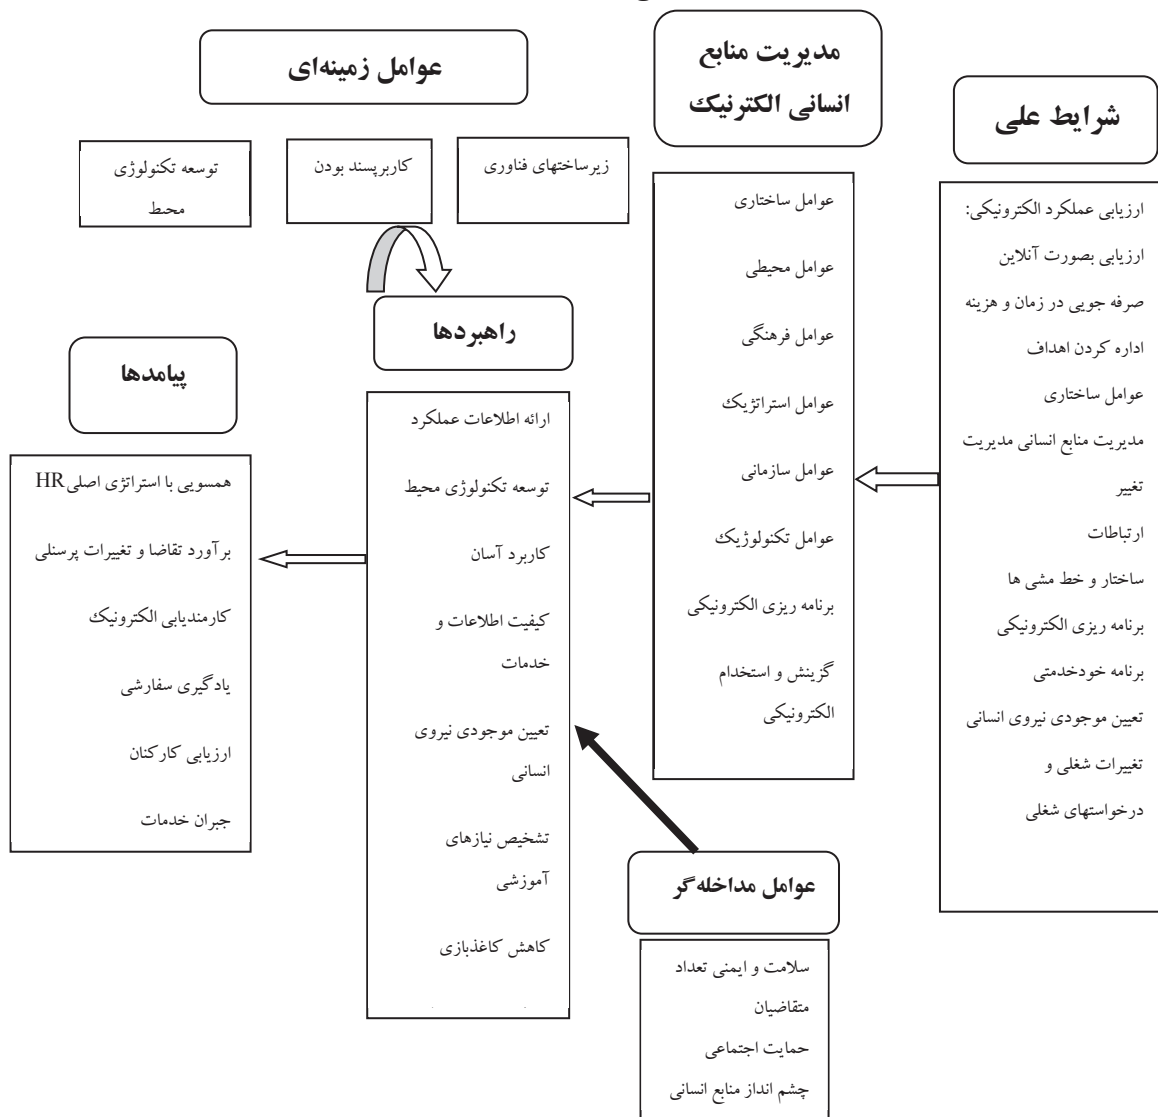 شرایط علی
ارزیابی عملکرد الکترونیکی:
ارزیابی بصورت آنلاین
صرفه جویی در زمان و هزینه
اداره کردن اهداف
عوامل ساختاری
مدیریت منابع انسانی مدیریت
تغییر
ارتباطات
ساختار و خط مشی ها
برنامه ریزی الکترونیکی
برنامه خودخدمتی
تعیین موجودی نیروی انسانی
تغییرات شغلی و
درخواستهای شغلی
مدیریت منابع
انسانی الکترنیک
عوامل ساختاری
عوامل محیطی
عوامل فرهنگی
عوامل استراتژیک
عوامل سازمانی
عوامل تکنولوژیک
برنامه ریزی الکترونیکی
گزینش و استخدام
الکترونیکی
عوامل زمینه‌ای
زیرساختهای فناوری
کاربرپسند بودن
توسعه تکنولوژی
محیط
راهبردها
ارائه اطلاعات عملکرد
توسعه تکنولوژی محیط
کاربرد آسان
کیفیت اطلاعات و
خدمات
تعیین موجودی نیروی
انسانی
تشخیص نیازهای
آموزشی
کاهش کاغذبازی
عوامل مداخله‌گر
سلامت و ایمنی تعداد
متقاضیان
حمایت اجتماعی
چشم انداز منابع انسانی
پیامدها
همسویی با استراتژی اصلی HR
برآورد تقاضا و تغییرات پرسنلی
کارمندیابی الکترونیک
یادگیری سفارشی
ارزیابی کارکنان
جبران خدمات